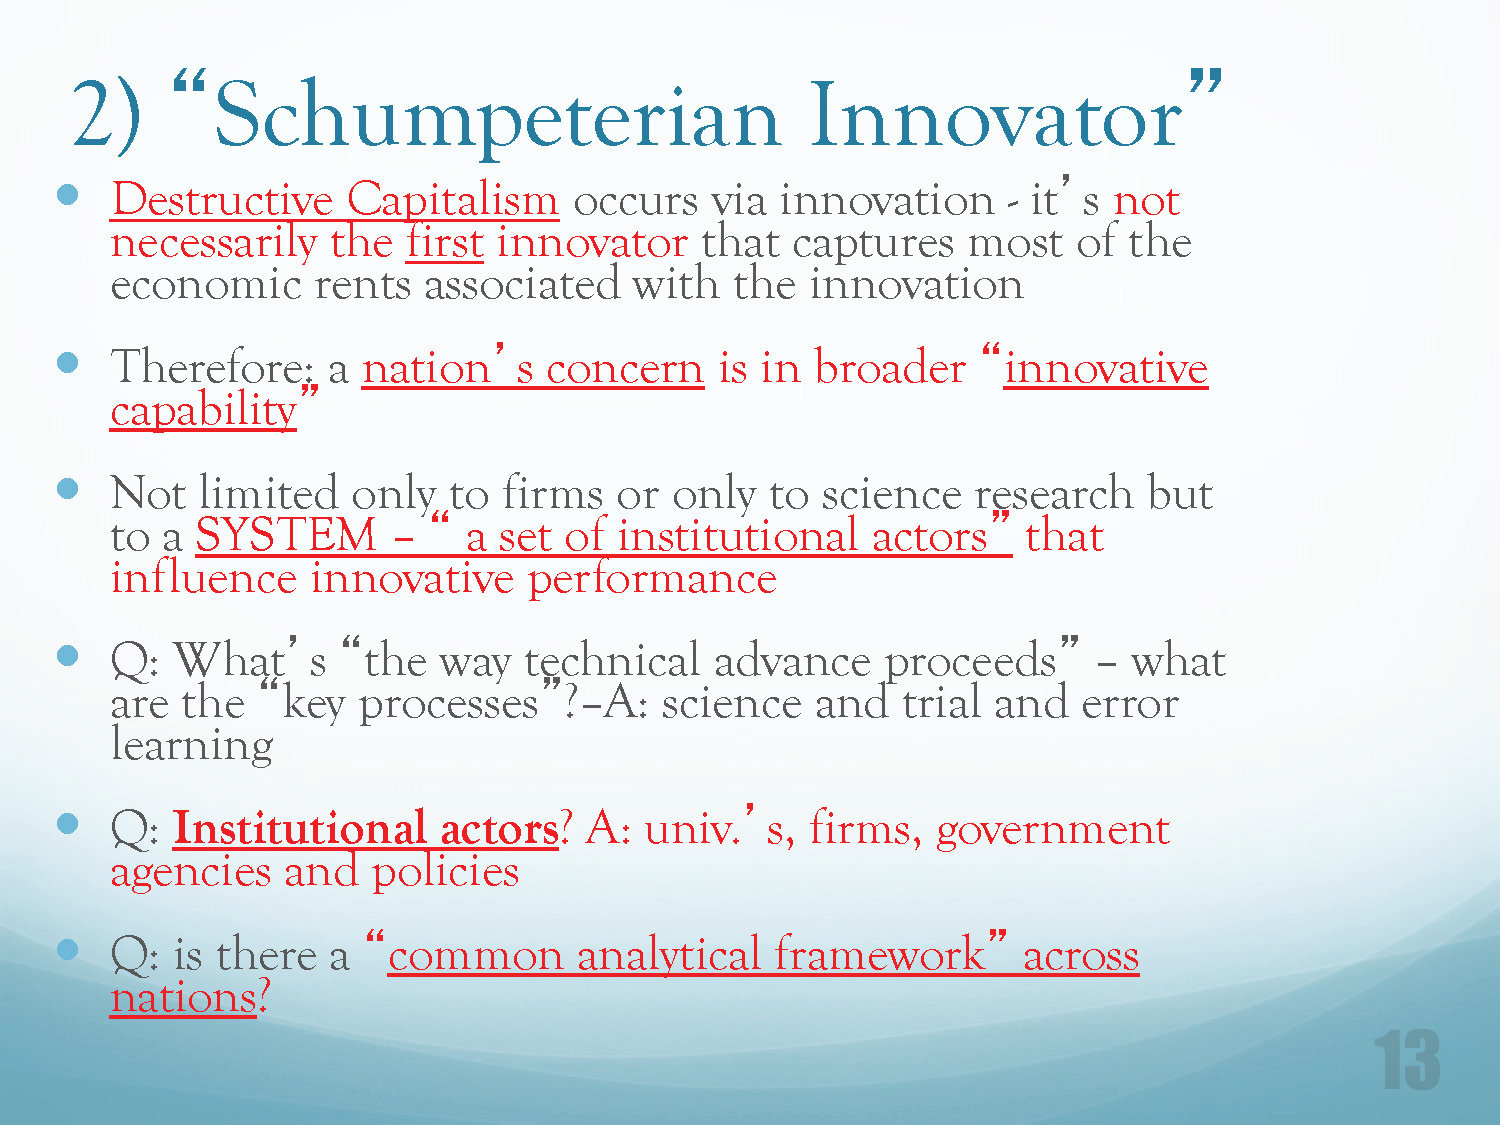 2) “Schumpeterian Innovator”
• Destructive Capitalism occurs via innovation - it’s not
necessarily the first innovator that captures most of the
economic rents associated with the innovation
• Therefore: a nation’s concern is in broader “innovative
capability”
• Not limited only to firms or only to science research but
to a SYSTEM – “a set of institutional actors” that
influence innovative performance
• Q: What’s “the way technical advance proceeds” – what
are the “key processes”?–A: science and trial and error
learning
• Q: Institutional actors? A: univ.’s, firms, government
agencies and policies
• Q: is there a “common analytical framework” across
nations?
13